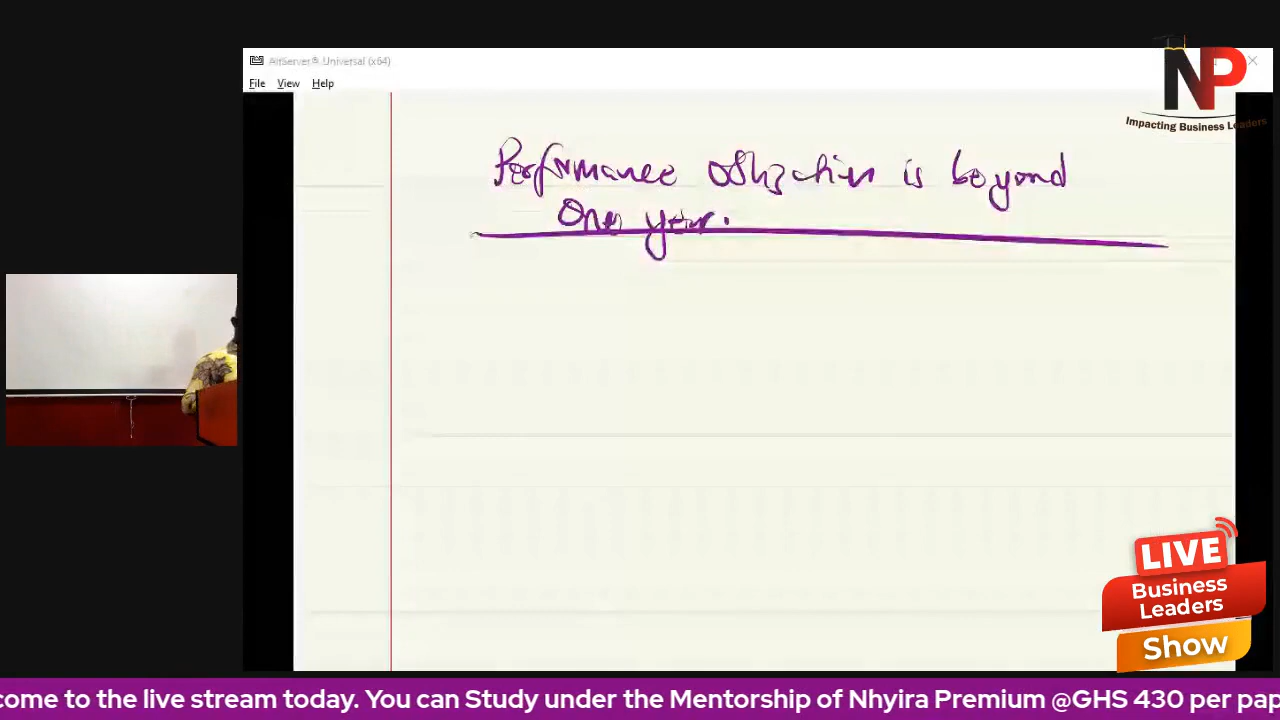 AirServer® Universal (x64)
File View Help
NP
Impacting Business Leaders
Performance obligation is beyond
One year.
LIVE
Business
Leaders
Show
come to the live stream today. You can Study under the Mentorship of Nhyira Premium @GHS 430 per pap